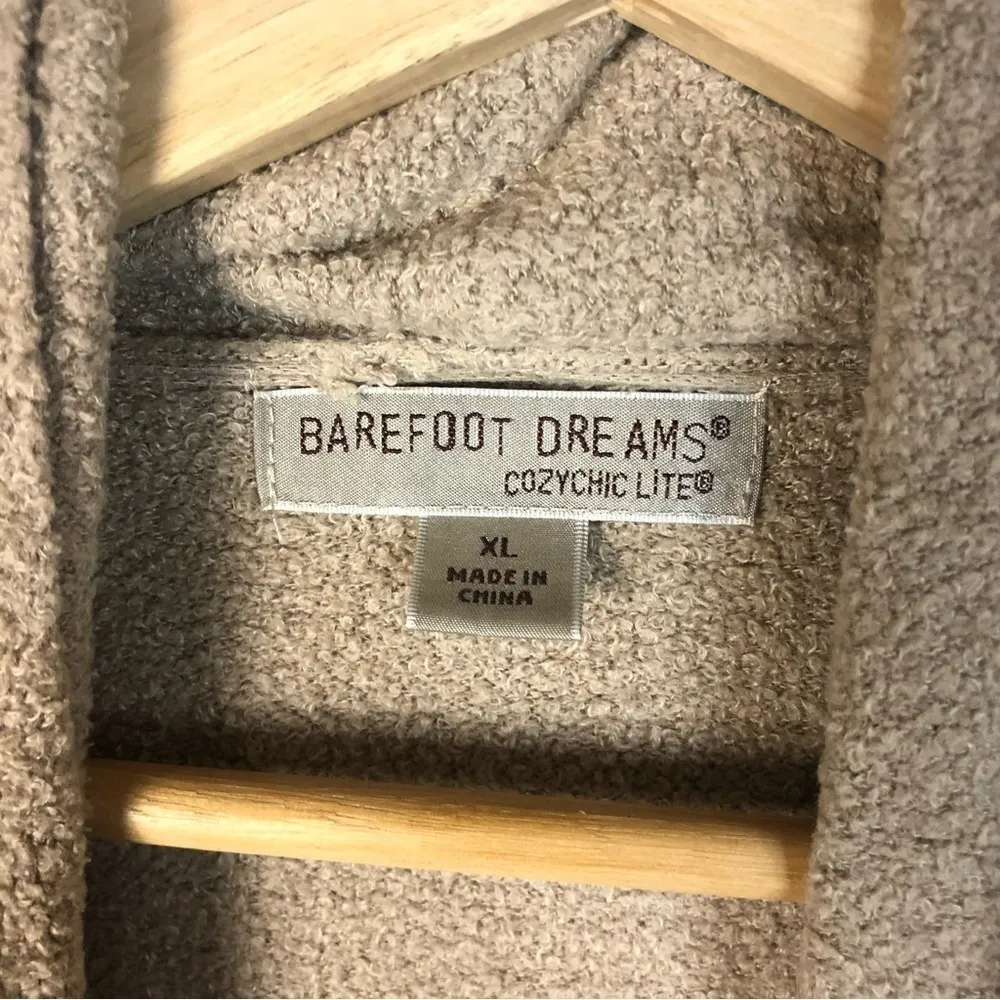 BAREFOOT DREAMS®
COZYCHIC LiTE®
XL
MADE IN
CHINA